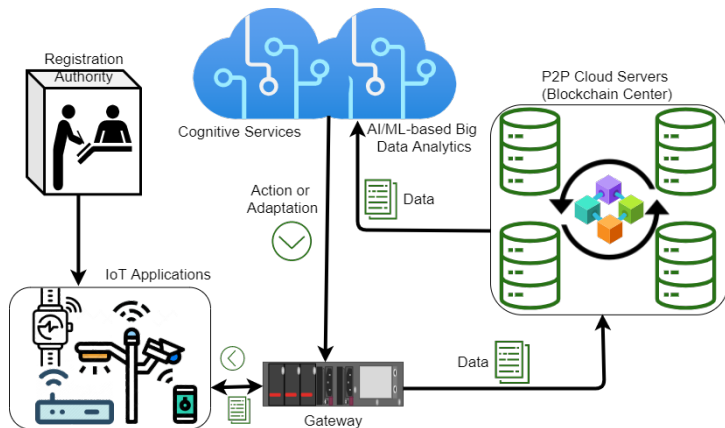 Registration
Authority
P2P Cloud Servers
(Blockchain Center)
Cognitive Services
AI/ML-based Big
Data Analytics
Action or
Adaptation
Data
IoT Applications
Data
Gateway